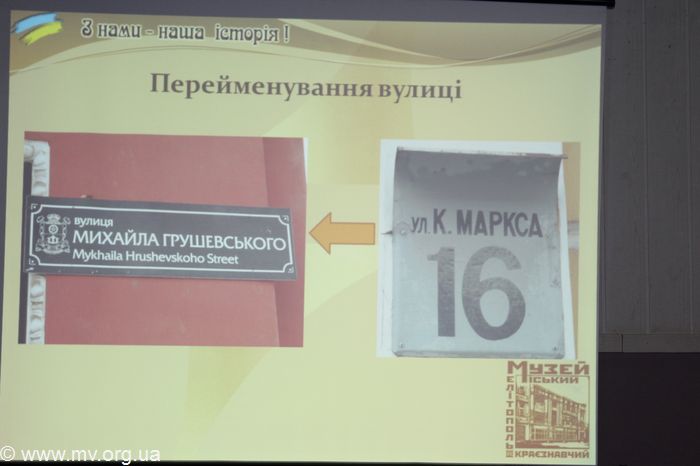 З нами - наша історія !
Перейменування вулиці
вулиця
МИХАЙЛА ГРУШЕВСЬКОГО
Mykhaila Hrushevskoho Street
ул. К. МАРКСА
16
МУЗЕЙ
МІСЬКИЙ
МЕЛІТОПОЛЬ
КРАЄЗНАВЧИЙ
© www.mv.org.ua